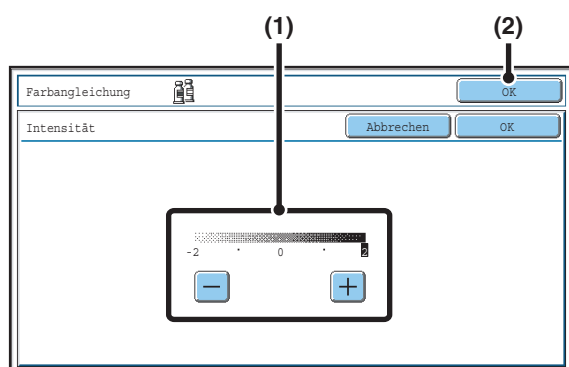 (1) (2)
Farbangleichung OK
Intensität Abbrechen OK
-2 · 0 · 2
− +